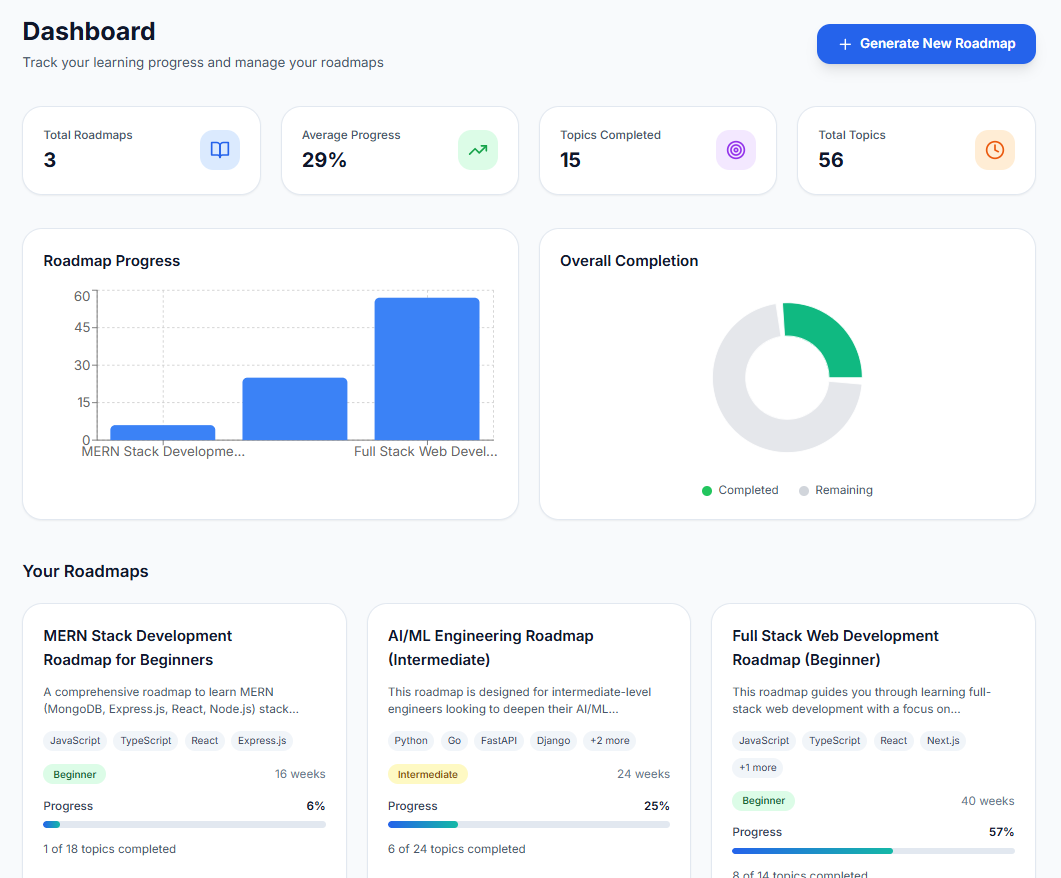 Dashboard
Track your learning progress and manage your roadmaps
Generate New Roadmap
Total Roadmaps
3
Average Progress
29%
Topics Completed
15
Total Topics
56
Roadmap Progress
60
45
30
15
0
MERN Stack Developme...
Full Stack Web Devel...
Overall Completion
Completed
Remaining
Your Roadmaps
MERN Stack Development
Roadmap for Beginners
A comprehensive roadmap to learn MERN
(MongoDB, Express.js, React, Node.js) stack...
JavaScript TypeScript React Express.js
Beginner 16 weeks
Progress 6%
1 of 18 topics completed
AI/ML Engineering Roadmap
(Intermediate)
This roadmap is designed for intermediate-level
engineers looking to deepen their AI/ML...
Python Go FastAPI Django +2 more
Intermediate 24 weeks
Progress 25%
6 of 24 topics completed
Full Stack Web Development
Roadmap (Beginner)
This roadmap guides you through learning full-
stack web development with a focus on...
JavaScript TypeScript React Next.js
+1 more
Beginner 40 weeks
Progress 57%
8 of 14 topics completed